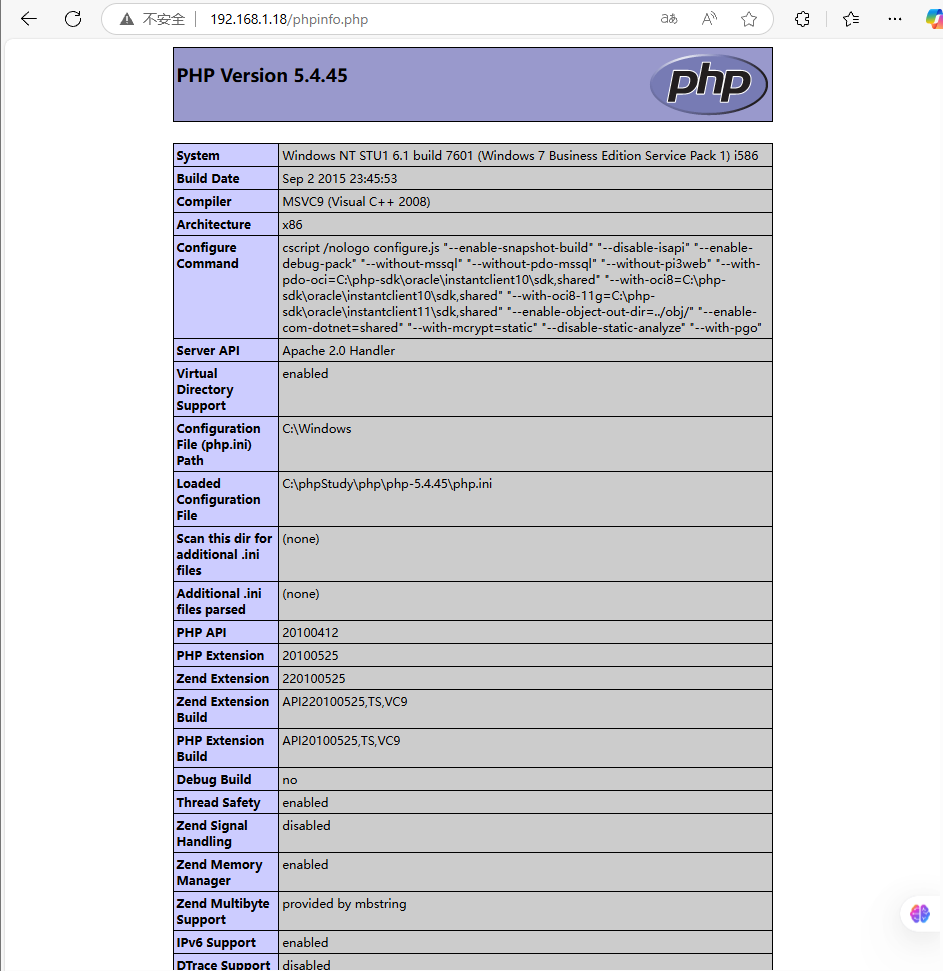 不安全 192.168.1.18/phpinfo.php aあ A
PHP Version 5.4.45 php
System Windows NT STU1 6.1 build 7601 (Windows 7 Business Edition Service Pack 1) i586
Build Date Sep 2 2015 23:45:53
Compiler MSVC9 (Visual C++ 2008)
Architecture x86
Configure Command
cscript /nologo configure.js "--enable-snapshot-build" "--disable-isapi" "--enable-
debug-pack" "--without-mssql" "--without-pdo-mssql" "--without-pi3web" "--with-
pdo-oci=C:\php-sdk\oracle\instantclient10\sdk,shared" "--with-oci8=C:\php-
sdk\oracle\instantclient10\sdk,shared" "--with-oci8-11g=C:\php-
sdk\oracle\instantclient11\sdk,shared" "--enable-object-out-dir=../obj/" "--enable-
com-dotnet=shared" "--with-mcrypt=static" "--disable-static-analyze" "--with-pgo"
Server API Apache 2.0 Handler
Virtual enabled
Directory
Support
Configuration C:\Windows
File (php.ini)
Path
Loaded C:\phpStudy\php\php-5.4.45\php.ini
Configuration
File
Scan this dir for (none)
additional .ini
files
Additional .ini (none)
files parsed
PHP API 20100412
PHP Extension 20100525
Zend Extension 220100525
Zend Extension API220100525,TS,VC9
Build
PHP Extension API20100525,TS,VC9
Build
Debug Build no
Thread Safety enabled
Zend Signal disabled
Handling
Zend Memory enabled
Manager
Zend Multibyte provided by mbstring
Support
IPv6 Support enabled
DTrace Support disabled